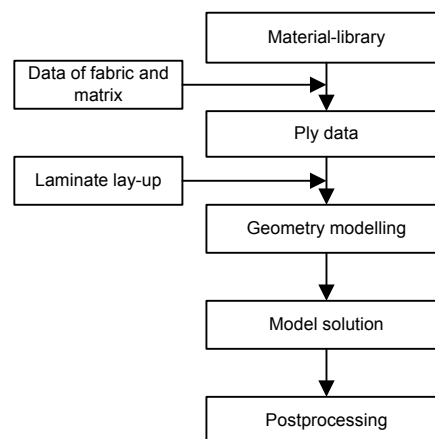 Material-library
Data of fabric and
matrix
Ply data
Laminate lay-up
Geometry modelling
Model solution
Postprocessing